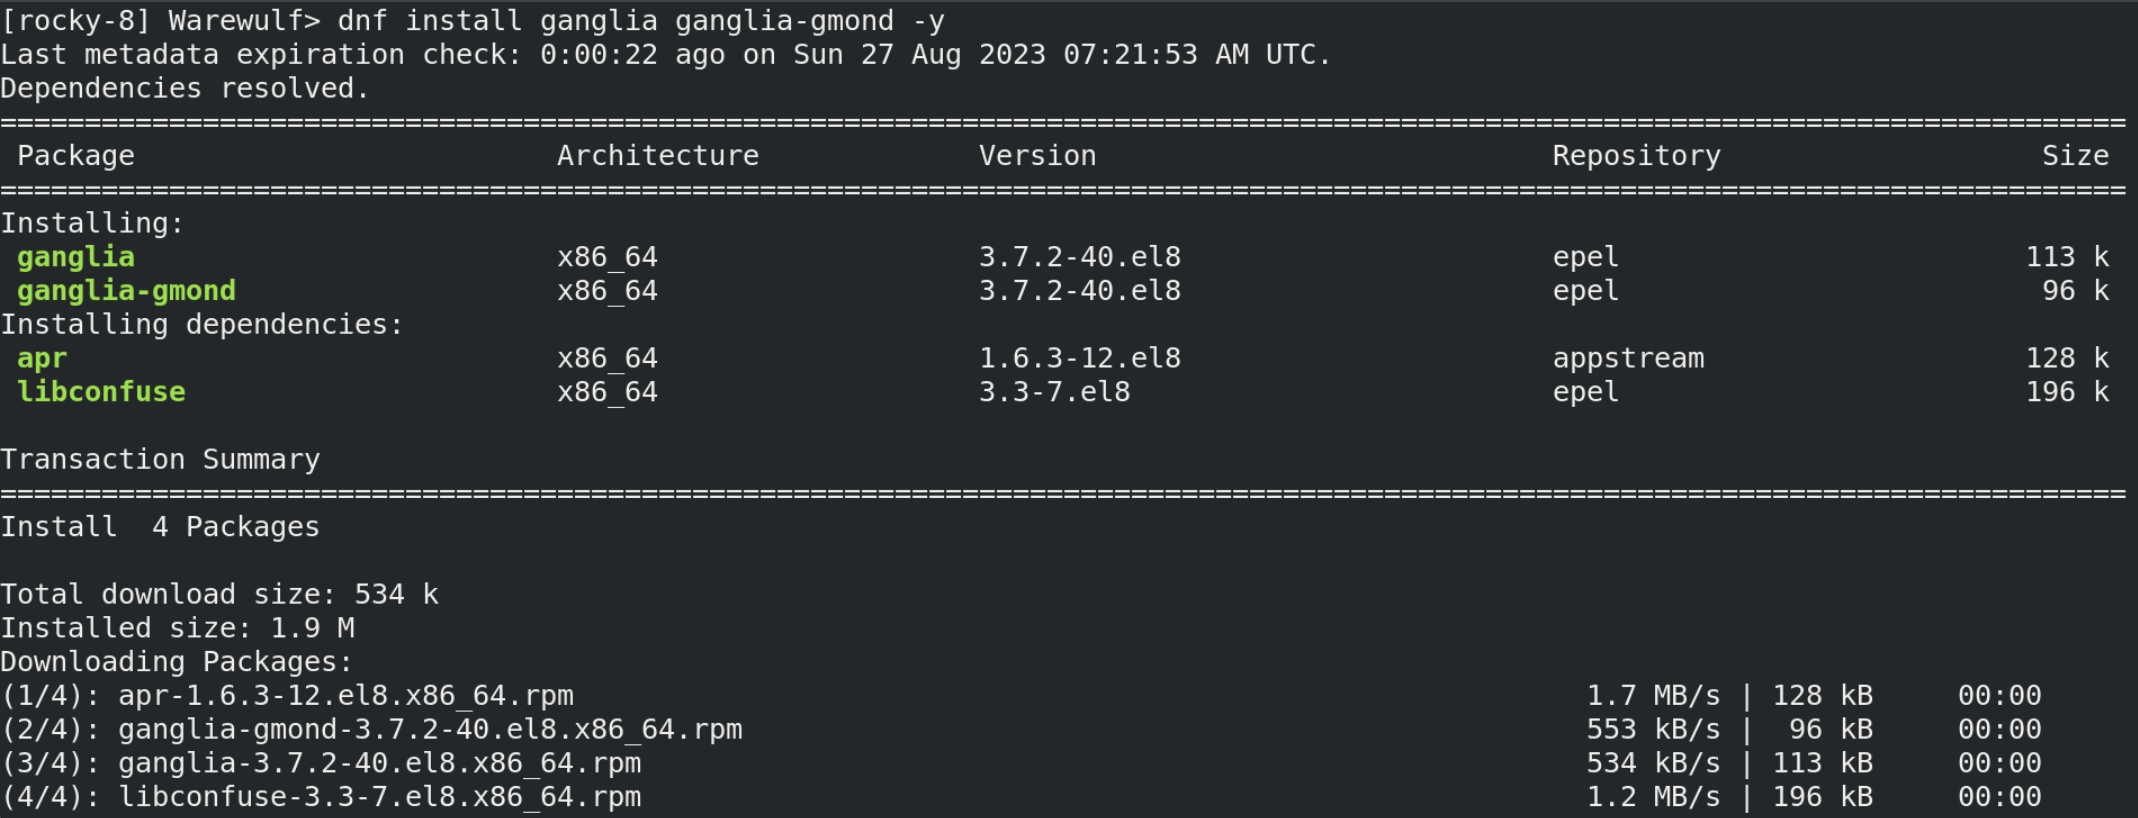 [rocky-8] Warewulf> dnf install ganglia ganglia-gmond -y
Last metadata expiration check: 0:00:22 ago on Sun 27 Aug 2023 07:21:53 AM UTC.
Dependencies resolved.
==============================================================================================================================
 Package                         Architecture             Version                           Repository                   Size
==============================================================================================================================
Installing:
 ganglia                         x86_64                   3.7.2-40.el8                      epel                        113 k
 ganglia-gmond                   x86_64                   3.7.2-40.el8                      epel                         96 k
Installing dependencies:
 apr                             x86_64                   1.6.3-12.el8                      appstream                   128 k
 libconfuse                      x86_64                   3.3-7.el8                         epel                        196 k

Transaction Summary
==============================================================================================================================
Install  4 Packages

Total download size: 534 k
Installed size: 1.9 M
Downloading Packages:
(1/4): apr-1.6.3-12.el8.x86_64.rpm                                                            1.7 MB/s | 128 kB     00:00
(2/4): ganglia-gmond-3.7.2-40.el8.x86_64.rpm                                                  553 kB/s |  96 kB     00:00
(3/4): ganglia-3.7.2-40.el8.x86_64.rpm                                                        534 kB/s | 113 kB     00:00
(4/4): libconfuse-3.3-7.el8.x86_64.rpm                                                        1.2 MB/s | 196 kB     00:00